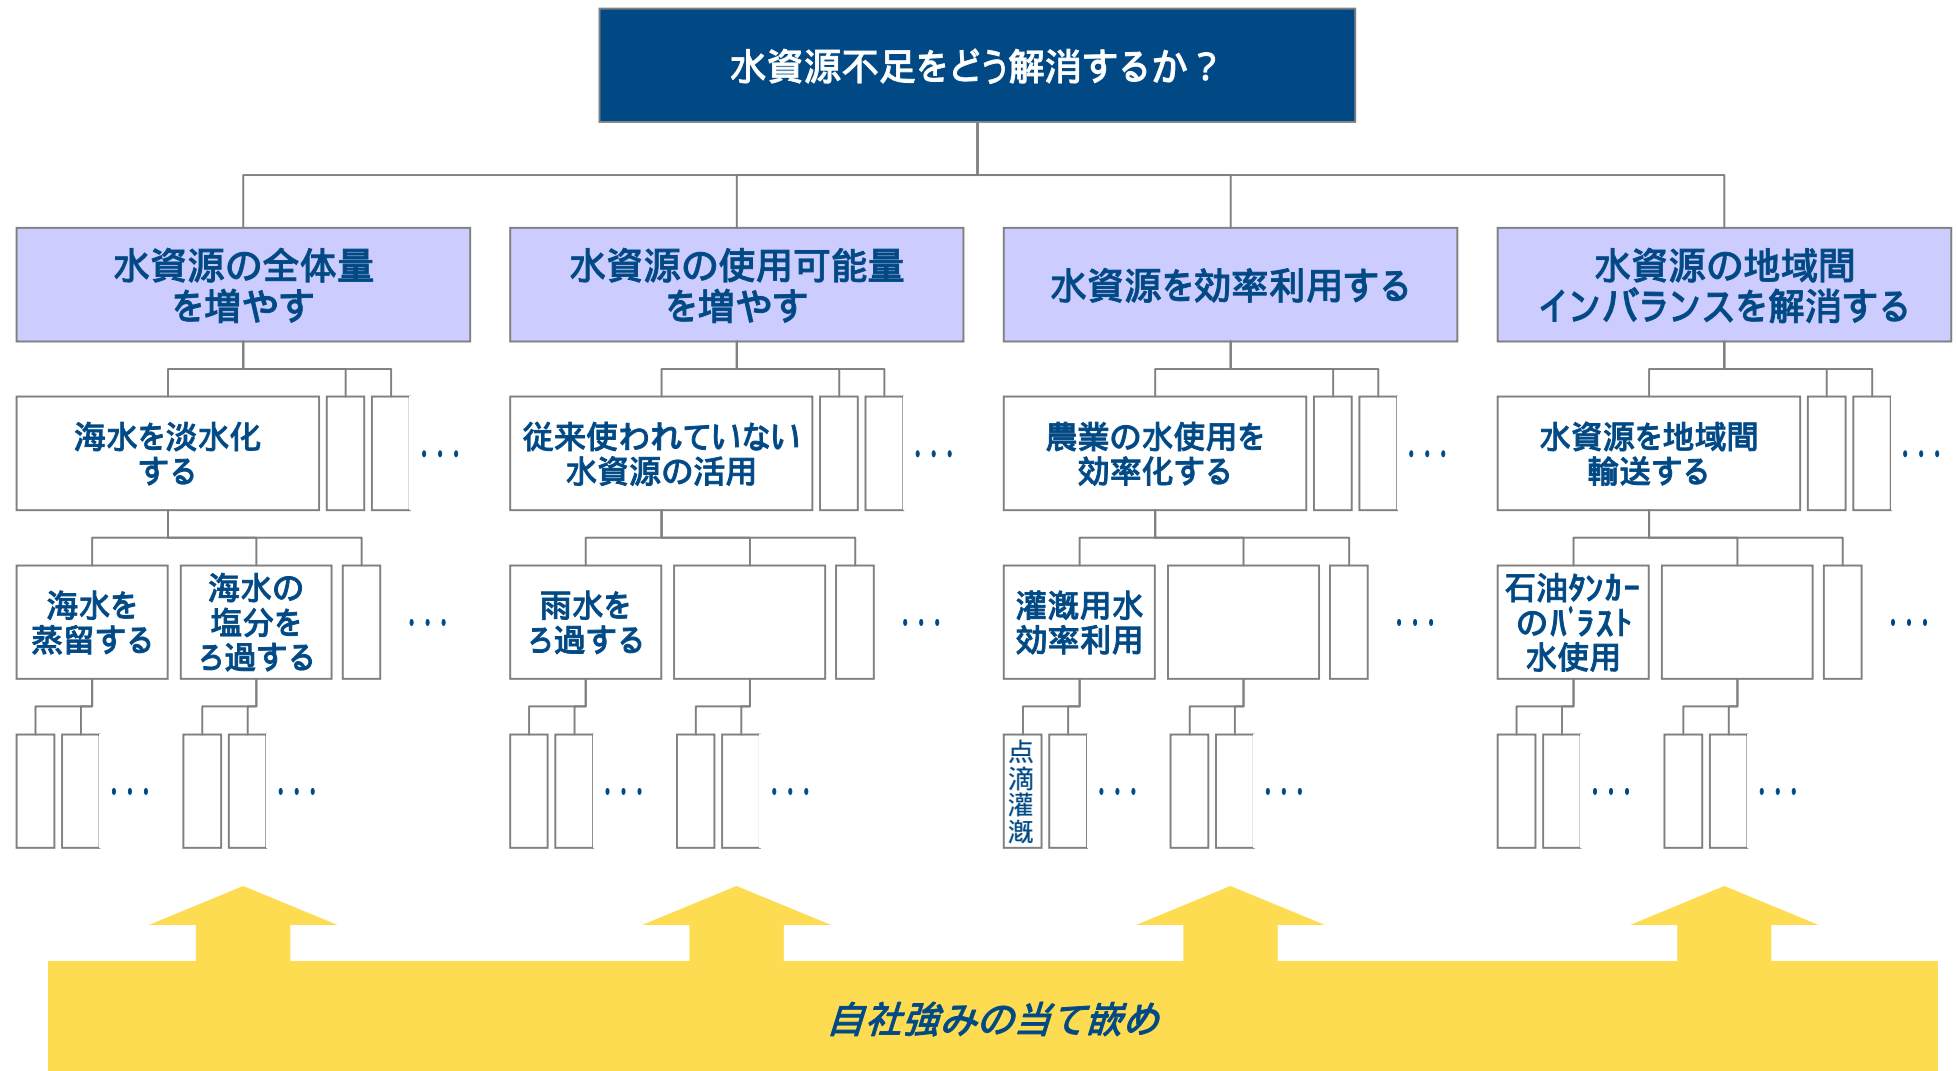 水資源不足をどう解消するか？
水資源の全体量
を増やす
水資源の使用可能量
を増やす
水資源を効率利用する
水資源の地域間
インバランスを解消する
海水を淡水化
する
・・・
従来使われていない
水資源の活用
・・・
農業の水使用を
効率化する
・・・
水資源を地域間
輸送する
・・・
海水を
蒸留する
海水の
塩分を
ろ過する
・・・
雨水を
ろ過する
・・・
灌漑用水
効率利用
・・・
石油ﾀﾝｶｰ
のﾊﾞﾗｽﾄ
水使用
・・・
・・・
・・・
・・・
・・・
点滴灌漑
・・・
・・・
・・・
・・・
自社強みの当て嵌め